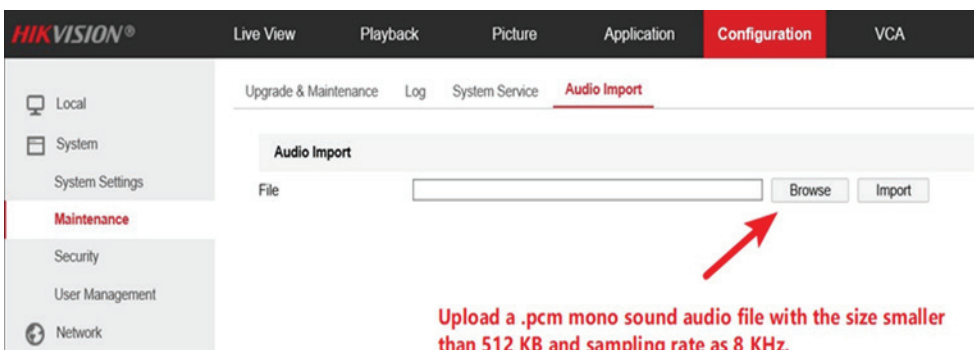 HIKVISION®
Live View Playback Picture Application Configuration VCA
Local
System
System Settings
Maintenance
Security
User Management
Network
Upgrade & Maintenance Log System Service Audio Import
Audio Import
File Browse Import
Upload a .pcm mono sound audio file with the size smaller
than 512 KB and sampling rate as 8 KHz.